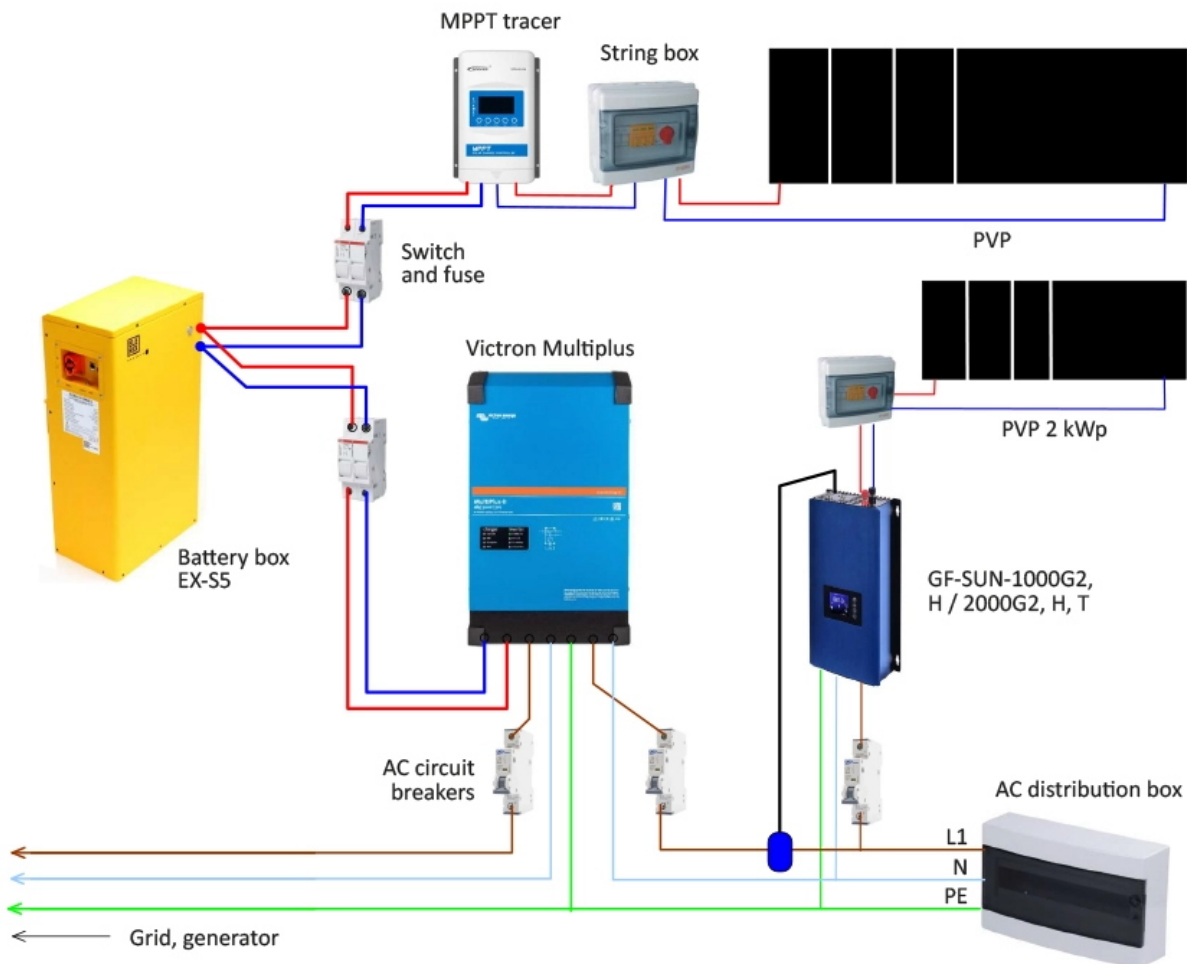 MPPT tracer
String box
PVP
Switch
and fuse
Victron Multiplus
PVP 2 kWp
Battery box
EX-S5
GF-SUN-1000G2,
H / 2000G2, H, T
AC circuit
breakers
AC distribution box
L1
N
PE
Grid, generator
MPPT